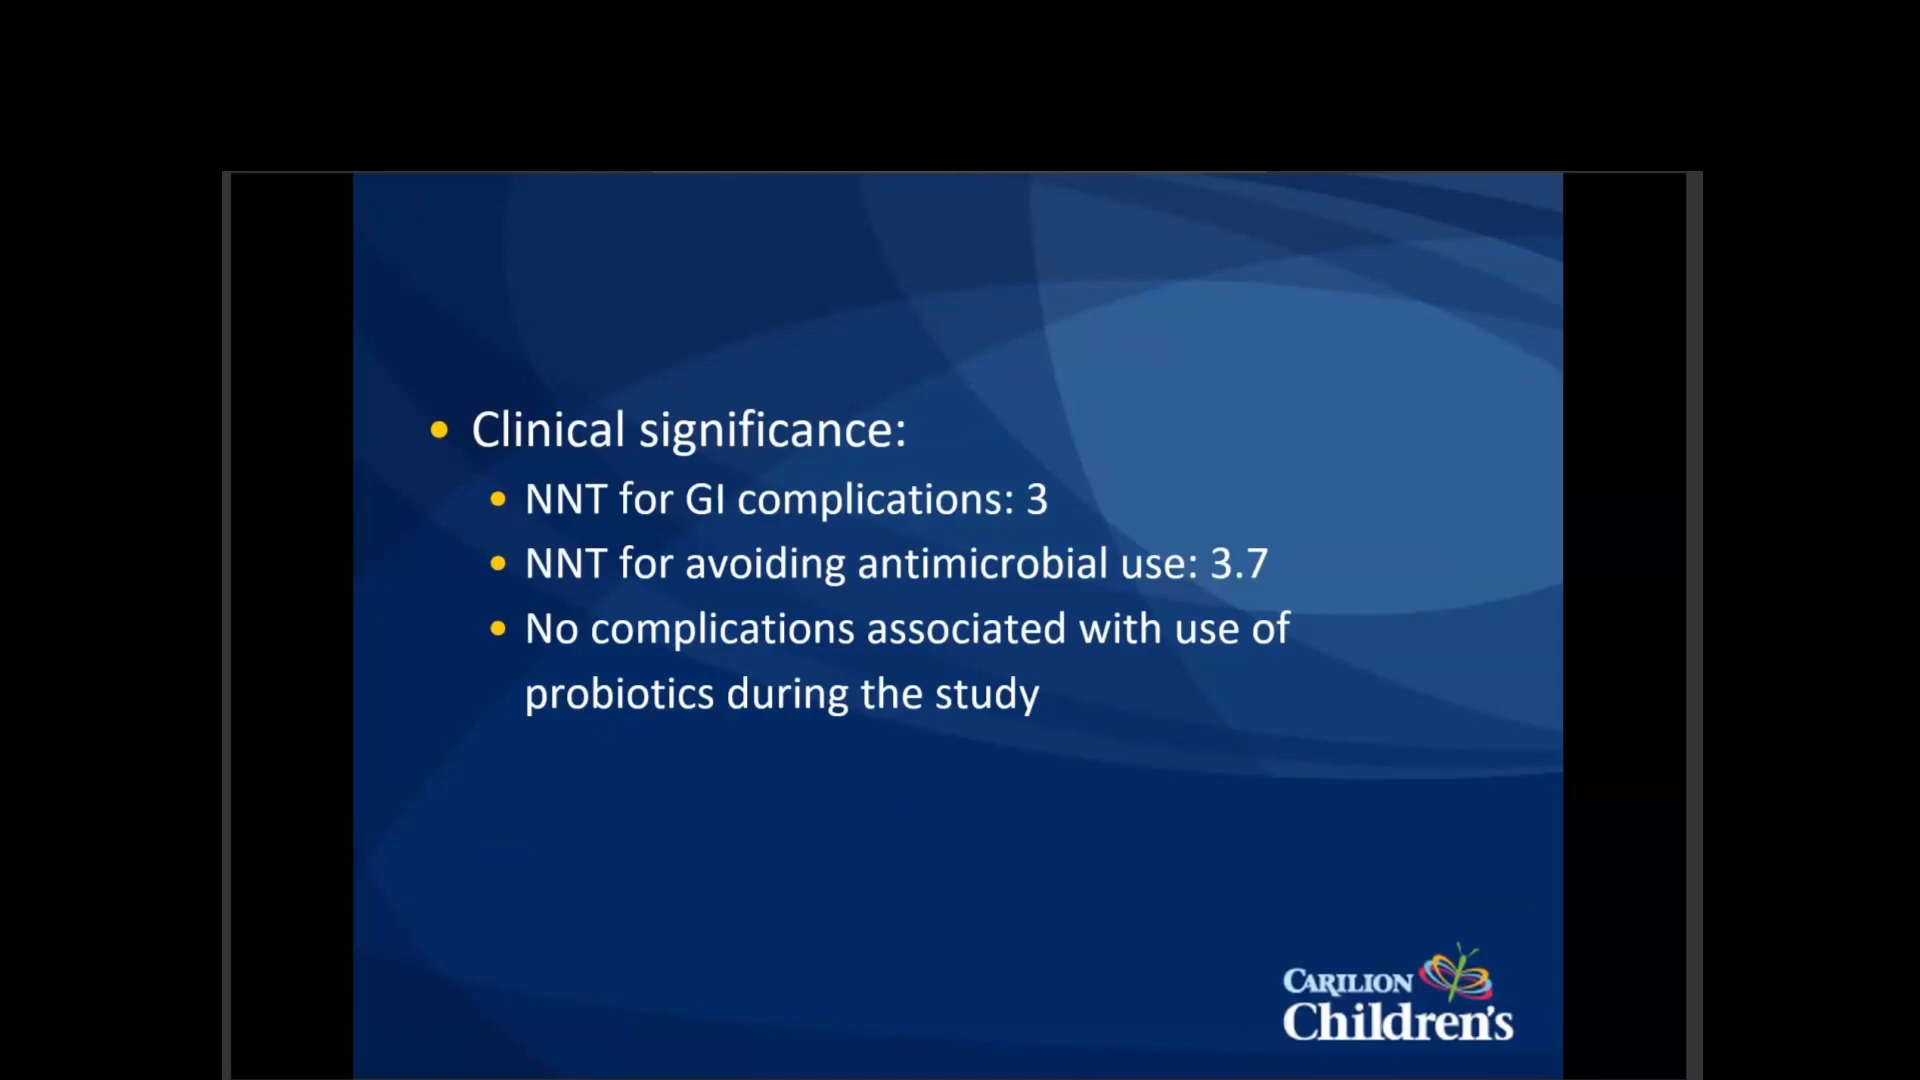 Clinical significance:
NNT for GI complications: 3
NNT for avoiding antimicrobial use: 3.7
No complications associated with use of
probiotics during the study
CARILION
Children's